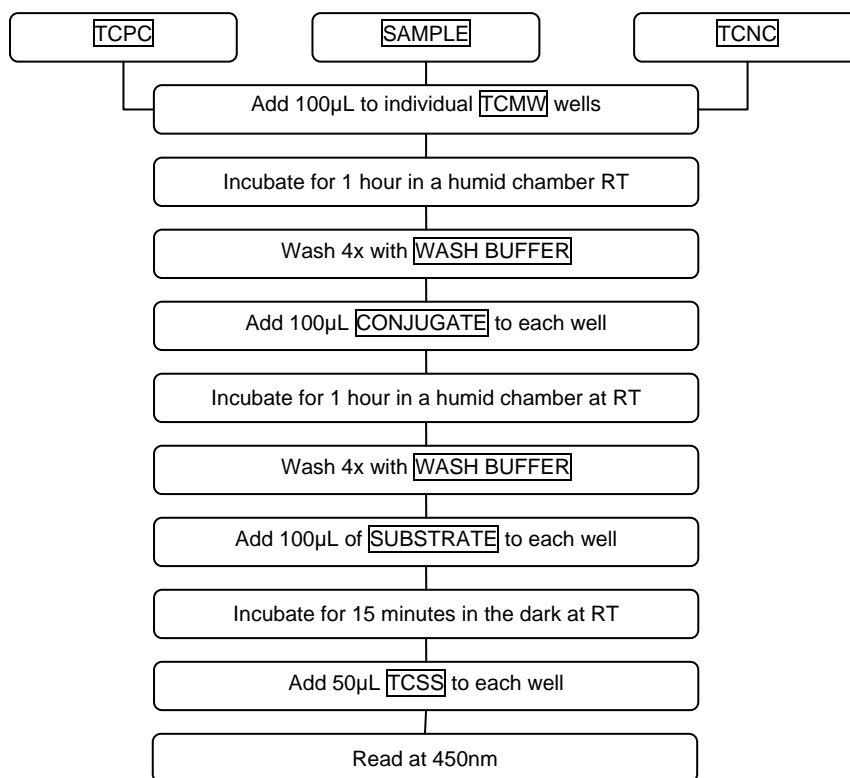 TCPC SAMPLE TCNC
Add 100µL to individual TCMW wells
Incubate for 1 hour in a humid chamber RT
Wash 4x with WASH BUFFER
Add 100µL CONJUGATE to each well
Incubate for 1 hour in a humid chamber at RT
Wash 4x with WASH BUFFER
Add 100µL of SUBSTRATE to each well
Incubate for 15 minutes in the dark at RT
Add 50µL TCSS to each well
Read at 450nm